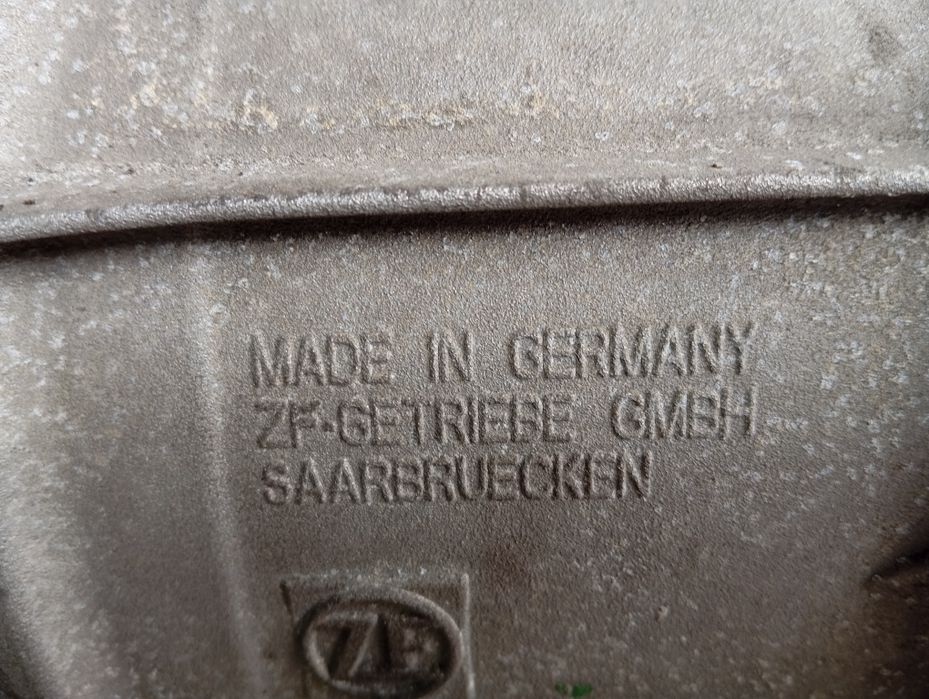 MADE IN GERMANY
ZF-GETRIEBE GMBH
SAARBRUECKEN
ZF